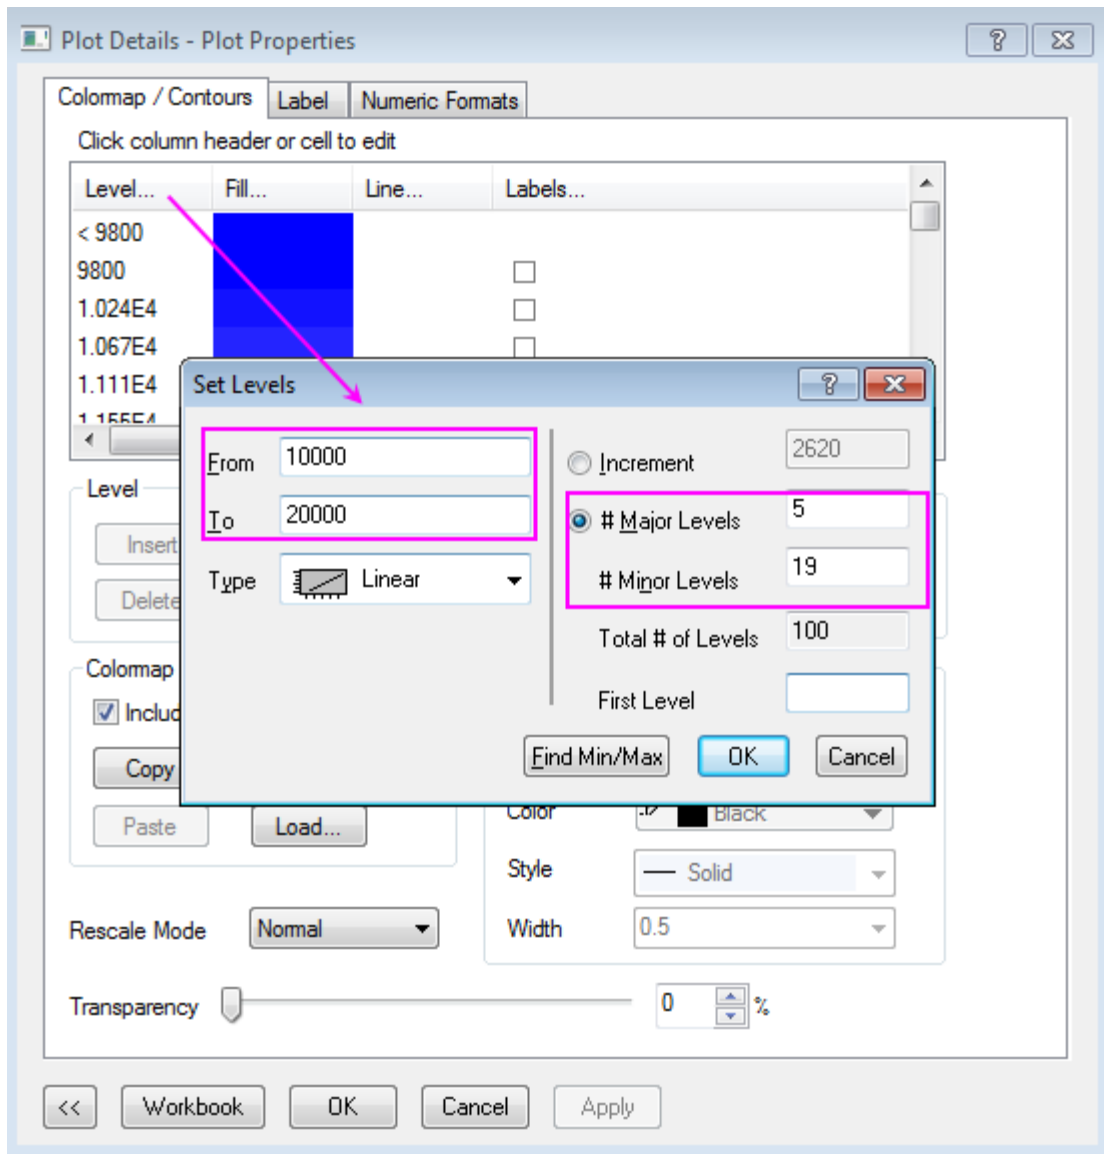 Plot Details - Plot Properties
Colormap / Contours Label Numeric Formats
Click column header or cell to edit
Level... Fill... Line... Labels...
< 9800
9800
1.024E4
1.067E4
1.111E4
1.155E4
Set Levels
From 10000
To 20000
Type Linear
Increment 2620
# Major Levels 5
# Minor Levels 19
Total # of Levels 100
First Level
Find Min/Max OK Cancel
Level
Insert
Delete
Colormap
Copy
Paste Load...
Color Black
Style Solid
Width 0.5
Rescale Mode Normal
Transparency 0 %
<< Workbook OK Cancel Apply